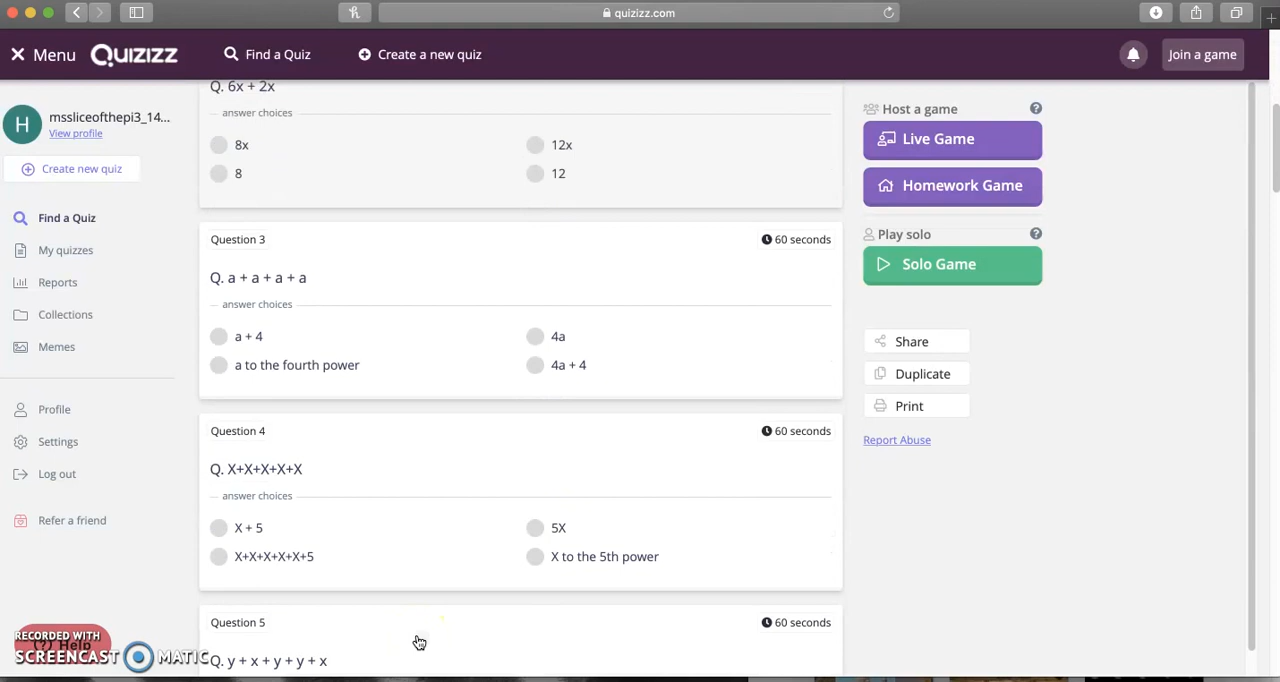 quizizz.com
Menu QUIZIZZ Find a Quiz Create a new quiz Join a game
H mssliceofthepi3_14...
View profile
Create new quiz
Find a Quiz
My quizzes
Reports
Collections
Memes
Profile
Settings
Log out
Refer a friend
Q. 6x + 2x
answer choices
8x 12x
8 12
Question 3 60 seconds
Q. a + a + a + a
answer choices
a + 4 4a
a to the fourth power 4a + 4
Question 4 60 seconds
Q. X+X+X+X+X
answer choices
X + 5 5X
X+X+X+X+X+5 X to the 5th power
Question 5 60 seconds
Q. y + x + y + y + x
Host a game ?
Live Game
Homework Game
Play solo ?
Solo Game
Share
Duplicate
Print
Report Abuse
RECORDED WITH
? Help
SCREENCAST MATIC